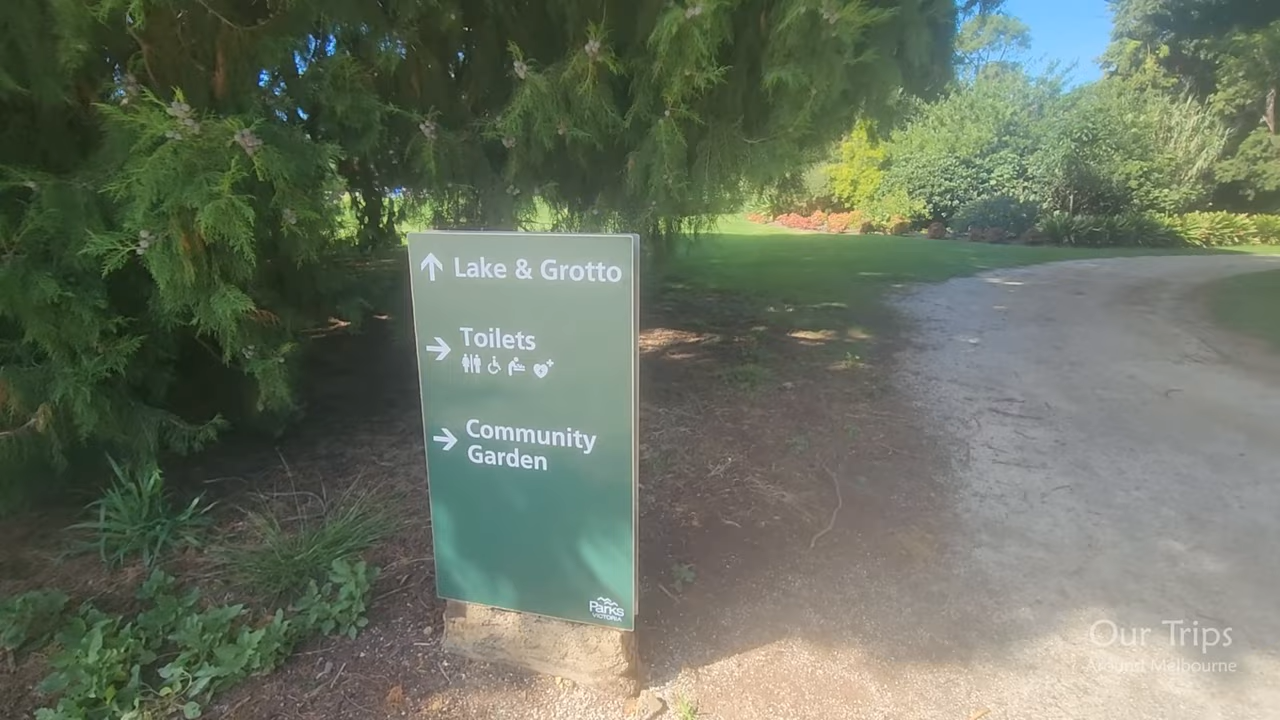 Lake & Grotto
Toilets
Community
Garden
Parks
VICTORIA
Our Trips
Around Melbourne